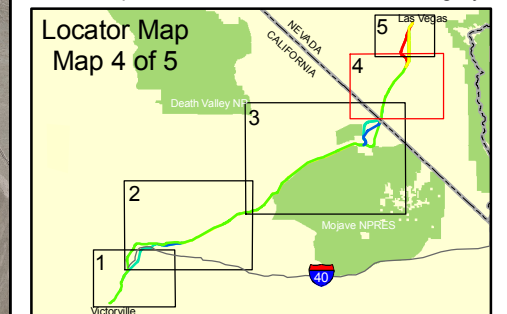 Locator Map
Map 4 of 5
NEVADA
CALIFORNIA
Las Vegas
5
4
Death Valley NP
3
2
Mojave NPRES
1
40
Victorville